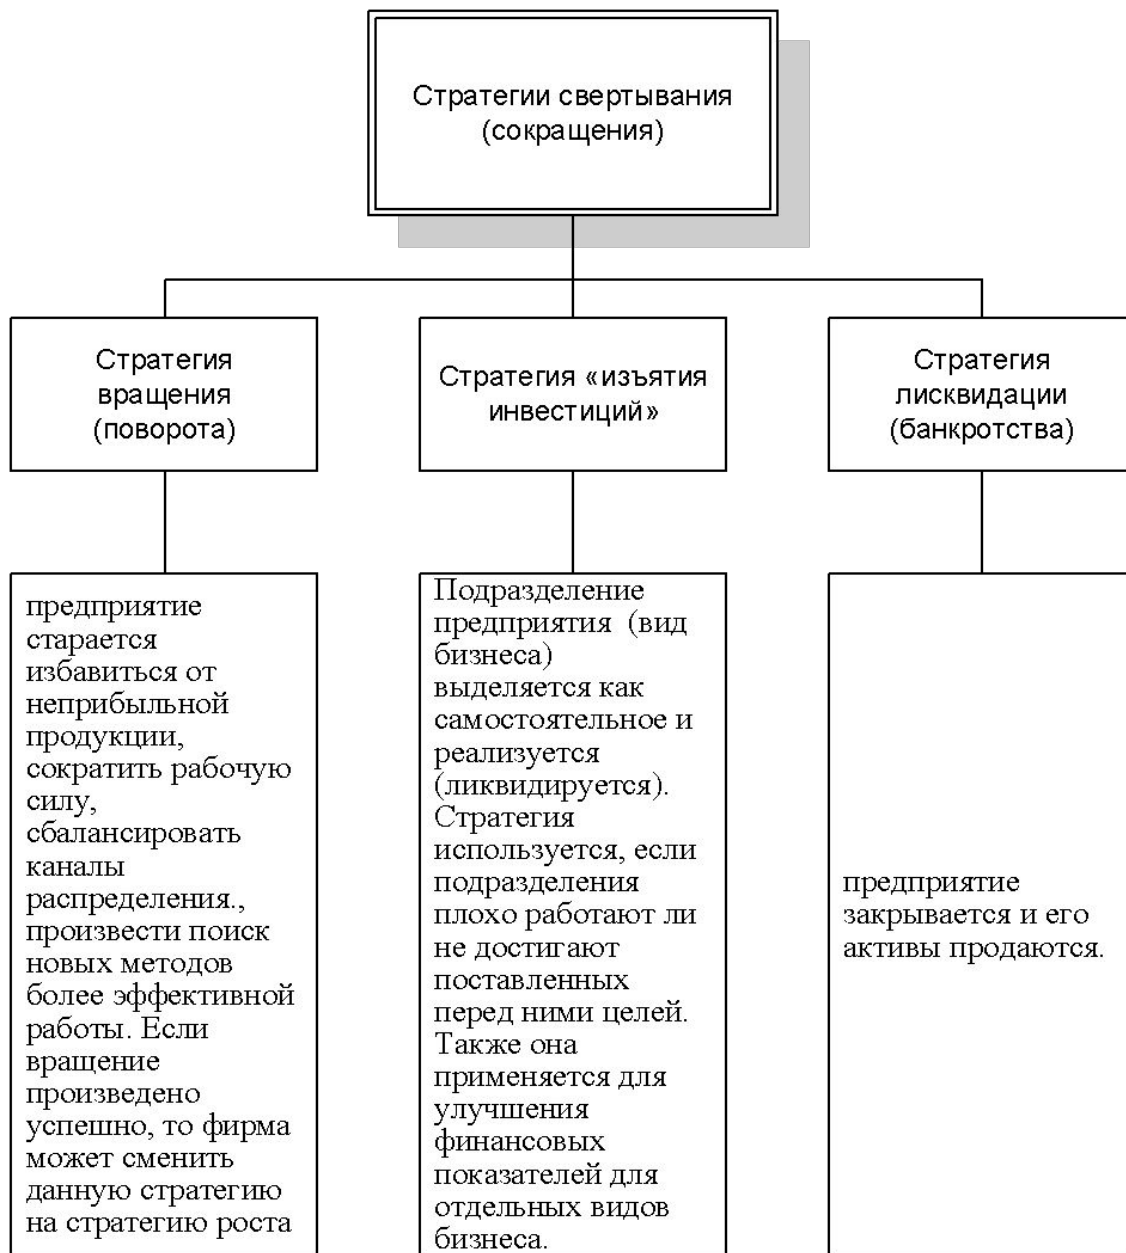 Стратегии свертывания
(сокращения)
Стратегия
вращения
(поворота)
Стратегия «изъятия
инвестиций»
Стратегия
лисквидации
(банкротства)
предприятие
старается
избавиться от
неприбыльной
продукции,
сократить рабочую
силу,
сбалансировать
каналы
распределения.,
произвести поиск
новых методов
более эффективной
работы. Если
вращение
произведено
успешно, то фирма
может сменить
данную стратегию
на стратегию роста
Подразделение
предприятия (вид
бизнеса)
выделяется как
самостоятельное и
реализуется
(ликвидируется).
Стратегия
используется, если
подразделения
плохо работают ли
не достигают
поставленных
перед ними целей.
Также она
применяется для
улучшения
финансовых
показателей для
отдельных видов
бизнеса.
предприятие
закрывается и его
активы продаются.